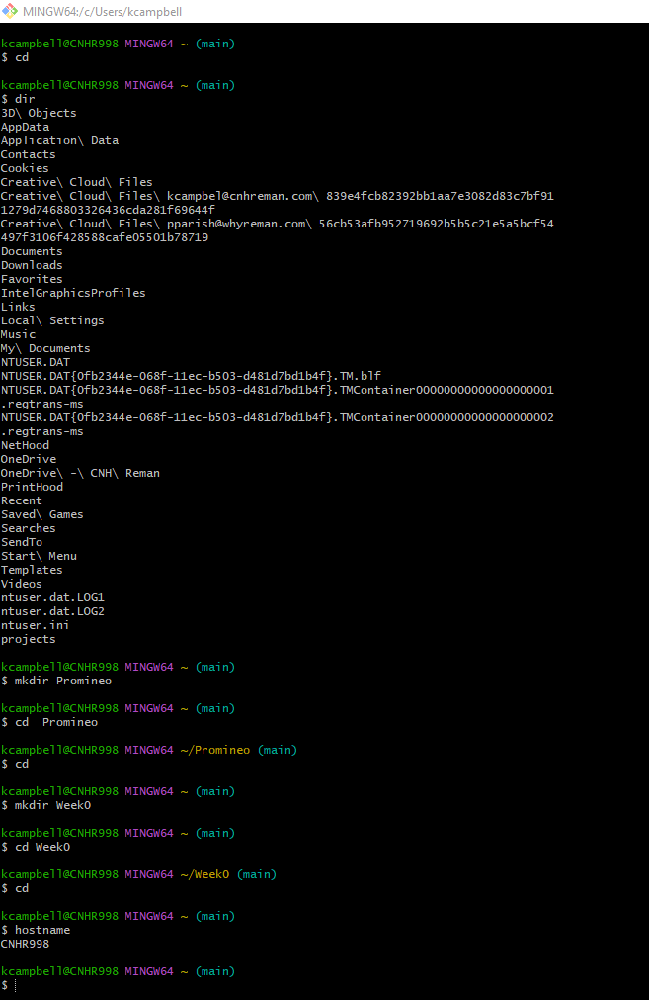 MINGW64:/c/Users/kcampbell
kcampbell@CNHR998 MINGW64 ~ (main)
$ cd
kcampbell@CNHR998 MINGW64 ~ (main)
$ dir
3D\ Objects
AppData
Application\ Data
Contacts
Cookies
Creative\ Cloud\ Files
Creative\ Cloud\ Files\ kcampbel@cnhreman.com\ 839e4fcb82392bb1aa7e3082d83c7bf91
1279d7468803326436cda281f69644f
Creative\ Cloud\ Files\ pparish@whyreman.com\ 56cb53afb952719692b5b5c21e5a5bcf54
497f3106f428588cafe05501b78719
Documents
Downloads
Favorites
IntelGraphicsProfiles
Links
Local\ Settings
Music
My\ Documents
NTUSER.DAT
NTUSER.DAT{0fb2344e-068f-11ec-b503-d481d7bd1b4f}.TM.blf
NTUSER.DAT{0fb2344e-068f-11ec-b503-d481d7bd1b4f}.TMContainer00000000000000000001
.regtrans-ms
NTUSER.DAT{0fb2344e-068f-11ec-b503-d481d7bd1b4f}.TMContainer00000000000000000002
.regtrans-ms
NetHood
OneDrive
OneDrive\ -\ CNH\ Reman
PrintHood
Recent
Saved\ Games
Searches
SendTo
Start\ Menu
Templates
Videos
ntuser.dat.LOG1
ntuser.dat.LOG2
ntuser.ini
projects
kcampbell@CNHR998 MINGW64 ~ (main)
$ mkdir Promineo
kcampbell@CNHR998 MINGW64 ~ (main)
$ cd  Promineo
kcampbell@CNHR998 MINGW64 ~/Promineo (main)
$ cd
kcampbell@CNHR998 MINGW64 ~ (main)
$ mkdir Week0
kcampbell@CNHR998 MINGW64 ~ (main)
$ cd Week0
kcampbell@CNHR998 MINGW64 ~/Week0 (main)
$ cd
kcampbell@CNHR998 MINGW64 ~ (main)
$ hostname
CNHR998
kcampbell@CNHR998 MINGW64 ~ (main)
$